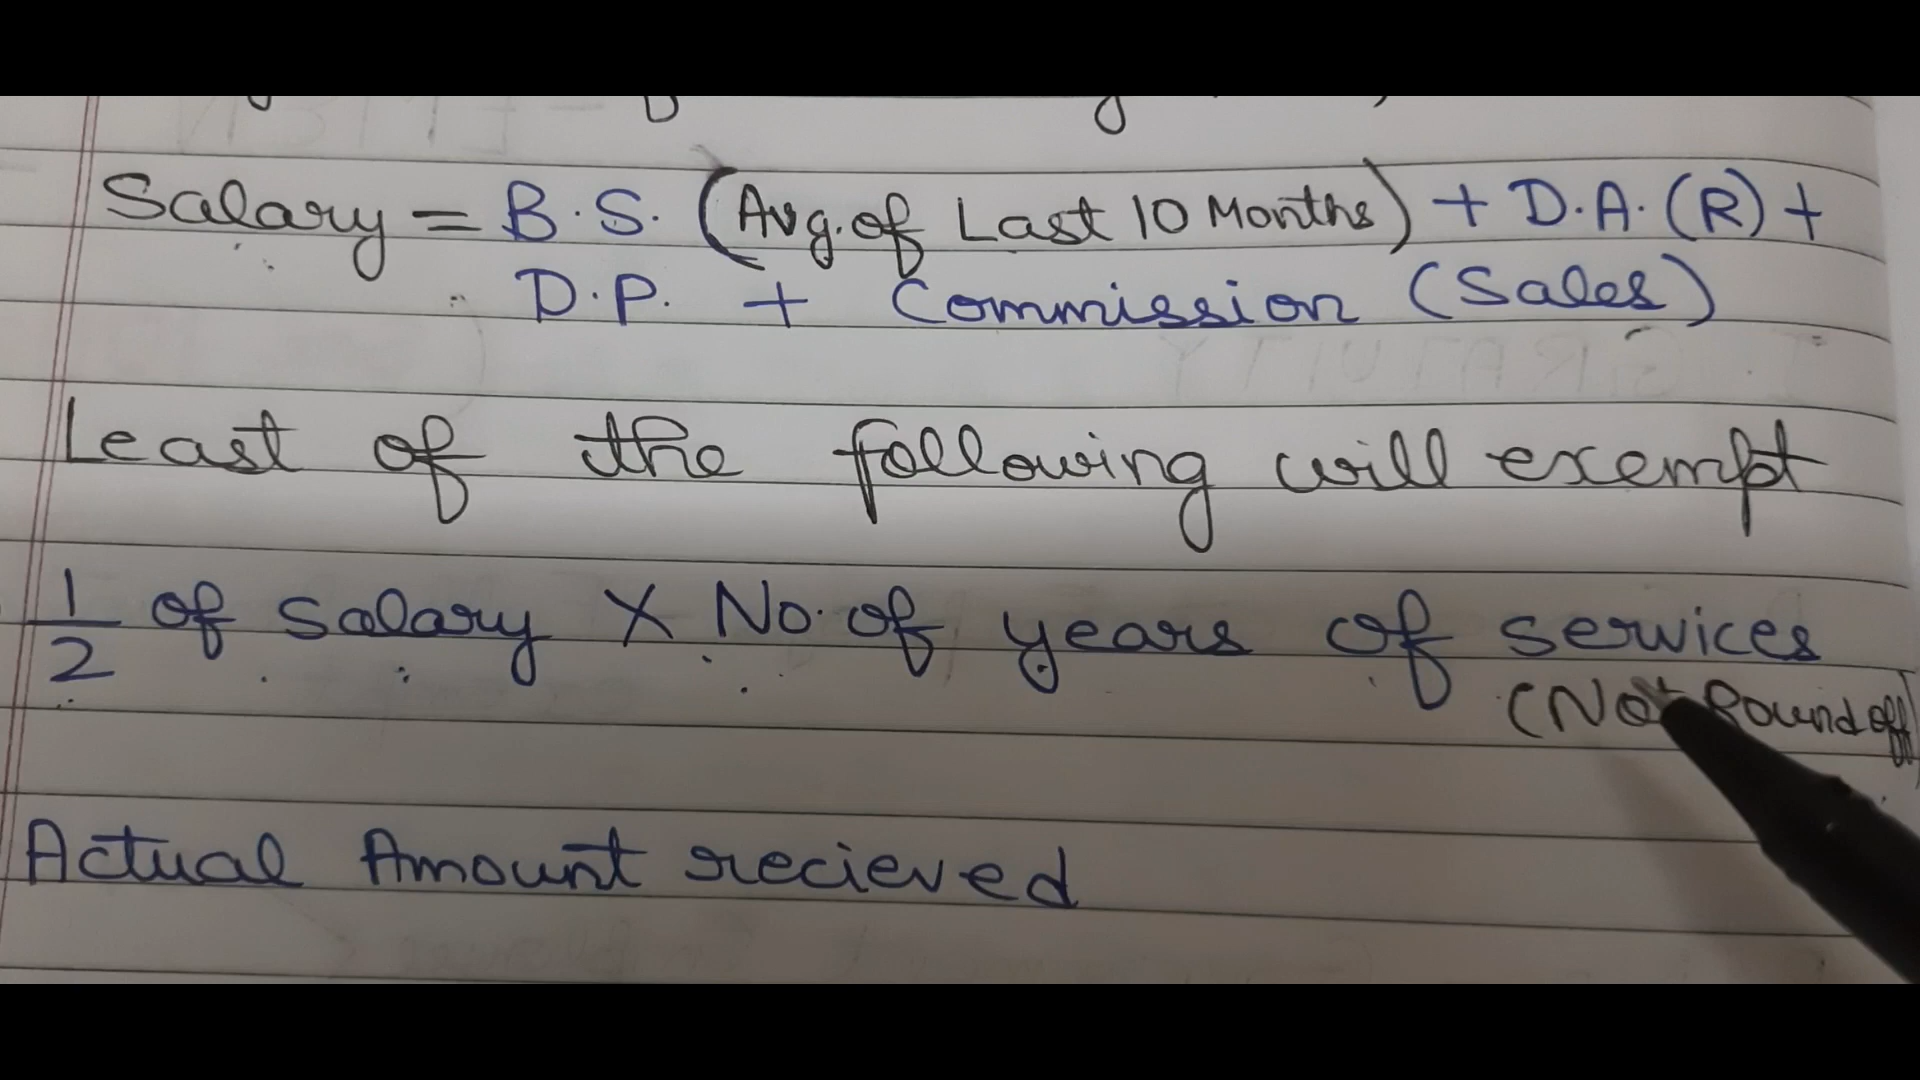 Salary = B.S. (Avg. of Last 10 Months) + D.A. (R) +
D.P. + Commission (Sales)
Least of the following will exempt
1/2 of salary X No. of years of services
(Not Round off)
Actual Amount recieved